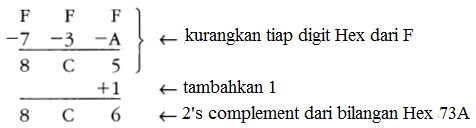 F F F
−7 −3 −A ← kurangkan tiap digit Hex dari F
8 C 5
+1 ← tambahkan 1
8 C 6 ← 2's complement dari bilangan Hex 73A